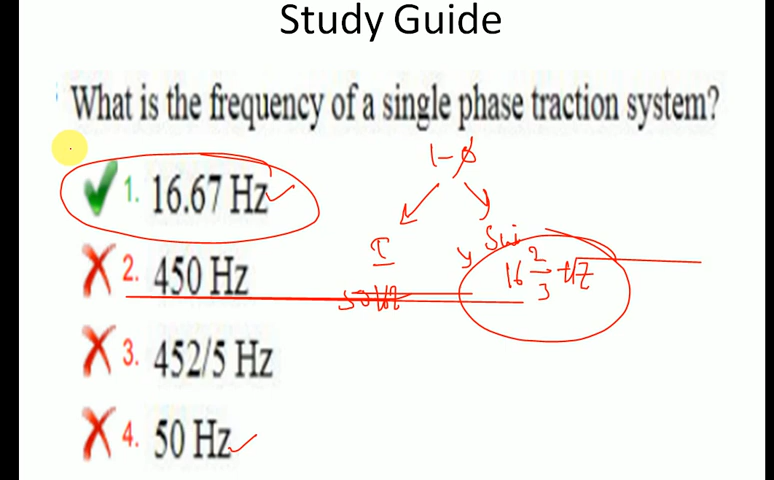 Study Guide
What is the frequency of a single phase traction system?
1-ϕ
1. 16.67 Hz
I
2. 450 Hz
16 2/3 Hz
50 Hz
3. 452/5 Hz
4. 50 Hz